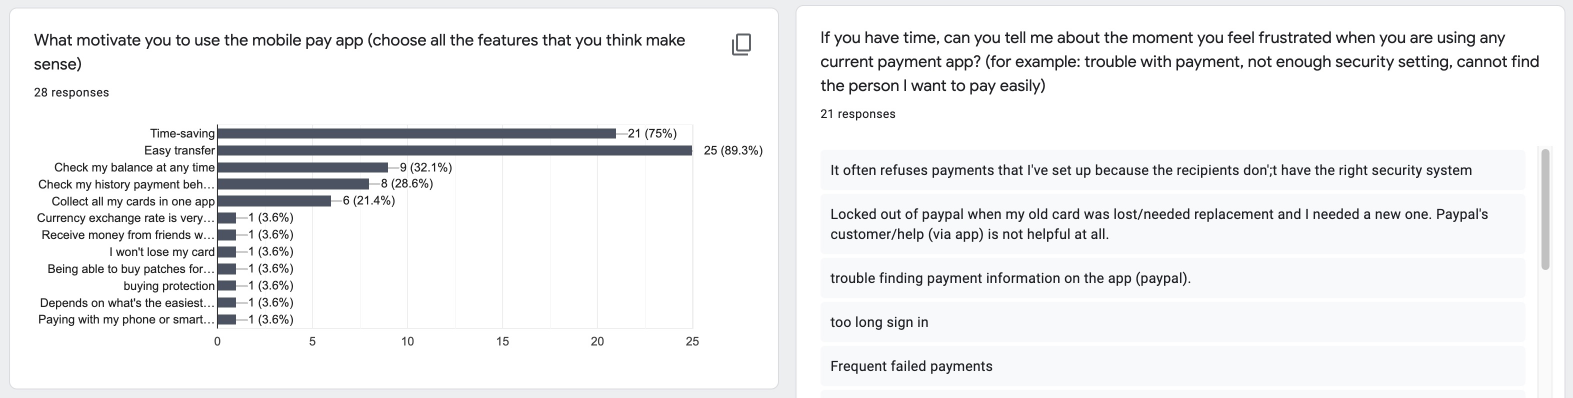 What motivate you to use the mobile pay app (choose all the features that you think make
sense)
28 responses
Time-saving 21 (75%)
Easy transfer 25 (89.3%)
Check my balance at any time 9 (32.1%)
Check my history payment beh... 8 (28.6%)
Collect all my cards in one app 6 (21.4%)
Currency exchange rate is very... 1 (3.6%)
Receive money from friends w... 1 (3.6%)
I won't lose my card 1 (3.6%)
Being able to buy patches for... 1 (3.6%)
buying protection 1 (3.6%)
Depends on what's the easiest... 1 (3.6%)
Paying with my phone or smart... 1 (3.6%)
0 5 10 15 20 25
If you have time, can you tell me about the moment you feel frustrated when you are using any
current payment app? (for example: trouble with payment, not enough security setting, cannot find
the person I want to pay easily)
21 responses
It often refuses payments that I've set up because the recipients don';t have the right security system
Locked out of paypal when my old card was lost/needed replacement and I needed a new one. Paypal's
customer/help (via app) is not helpful at all.
trouble finding payment information on the app (paypal).
too long sign in
Frequent failed payments